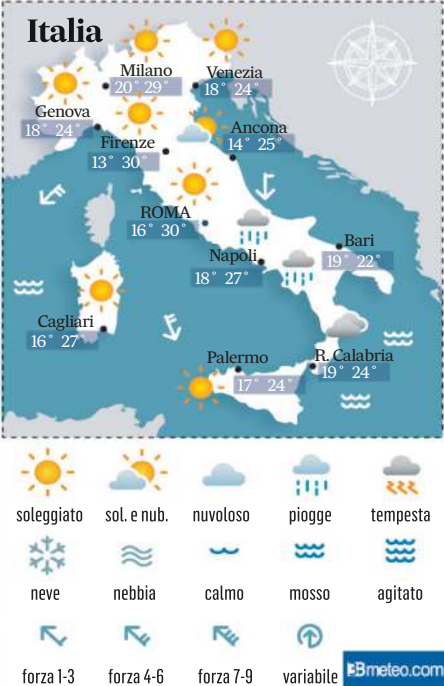 Italia
Milano
20° 29°
Venezia
18° 24°
Genova
18° 24°
Firenze
13° 30°
Ancona
14° 25°
ROMA
16° 30°
Napoli
18° 27°
Bari
19° 22°
Cagliari
16° 27°
Palermo
17° 24°
R. Calabria
19° 24°
soleggiato sol. e nub. nuvoloso piogge tempesta
neve nebbia calmo mosso agitato
forza 1-3 forza 4-6 forza 7-9 variabile
3Bmeteo.com